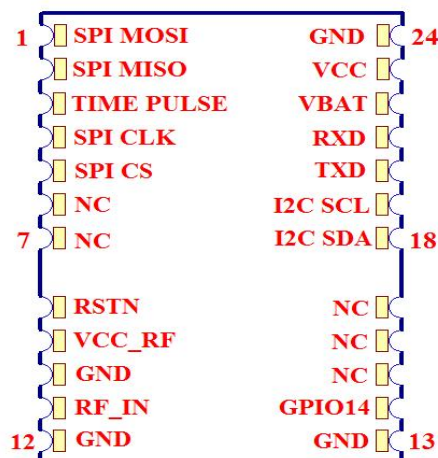 1 SPI MOSI GND 24
SPI MISO VCC
TIME PULSE VBAT
SPI CLK RXD
SPI CS TXD
NC I2C SCL
7 NC I2C SDA 18
RSTN NC
VCC_RF NC
GND NC
RF_IN GPIO14
12 GND GND 13